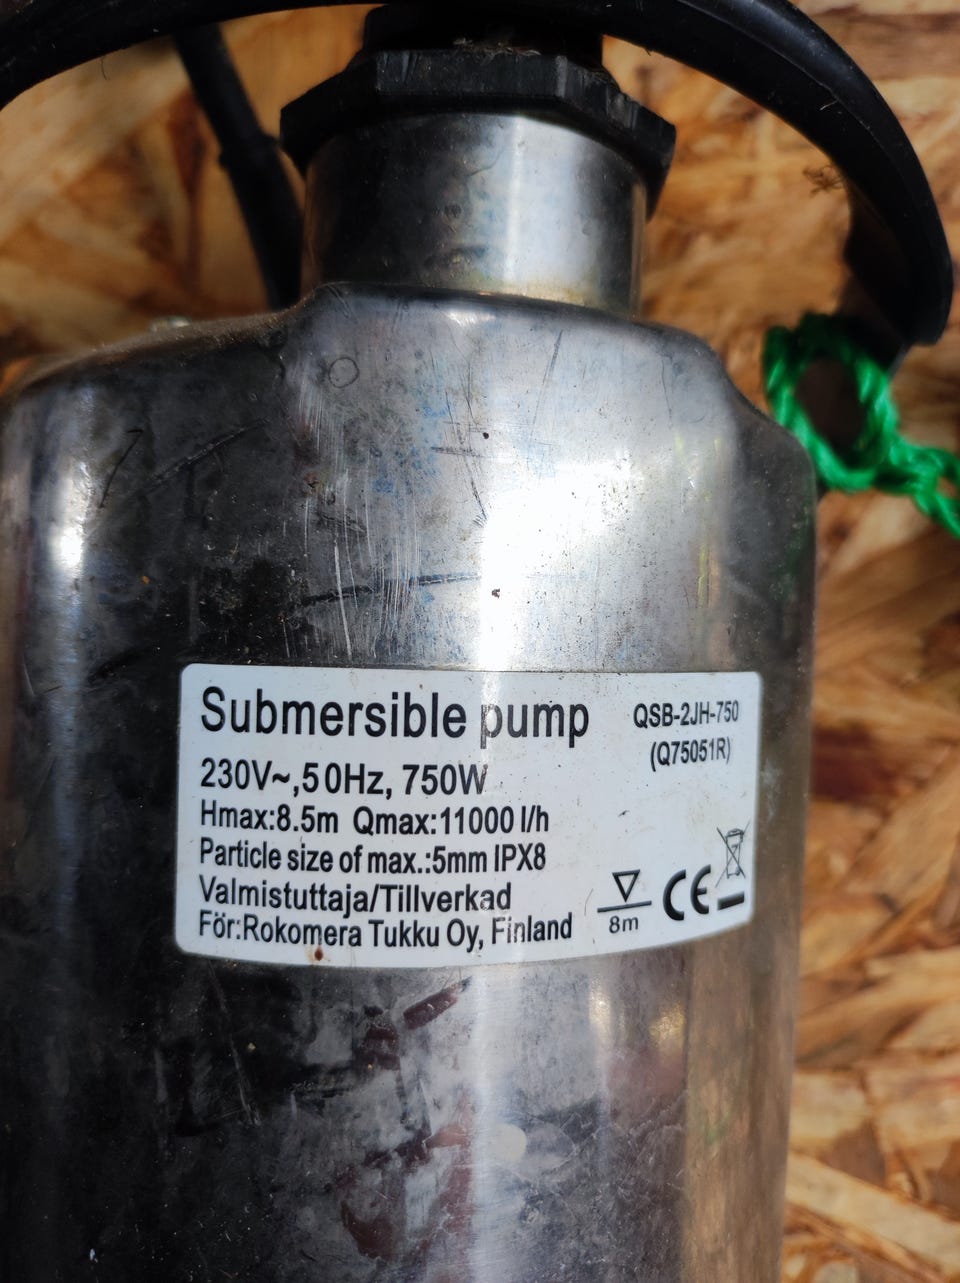 Submersible pump
QSB-2JH-750
(Q75051R)
230V~,50Hz, 750W
Hmax:8.5m Qmax:11000 l/h
Particle size of max.:5mm IPX8
Valmistuttaja/Tillverkad
För:Rokomera Tukku Oy, Finland
8m
CE